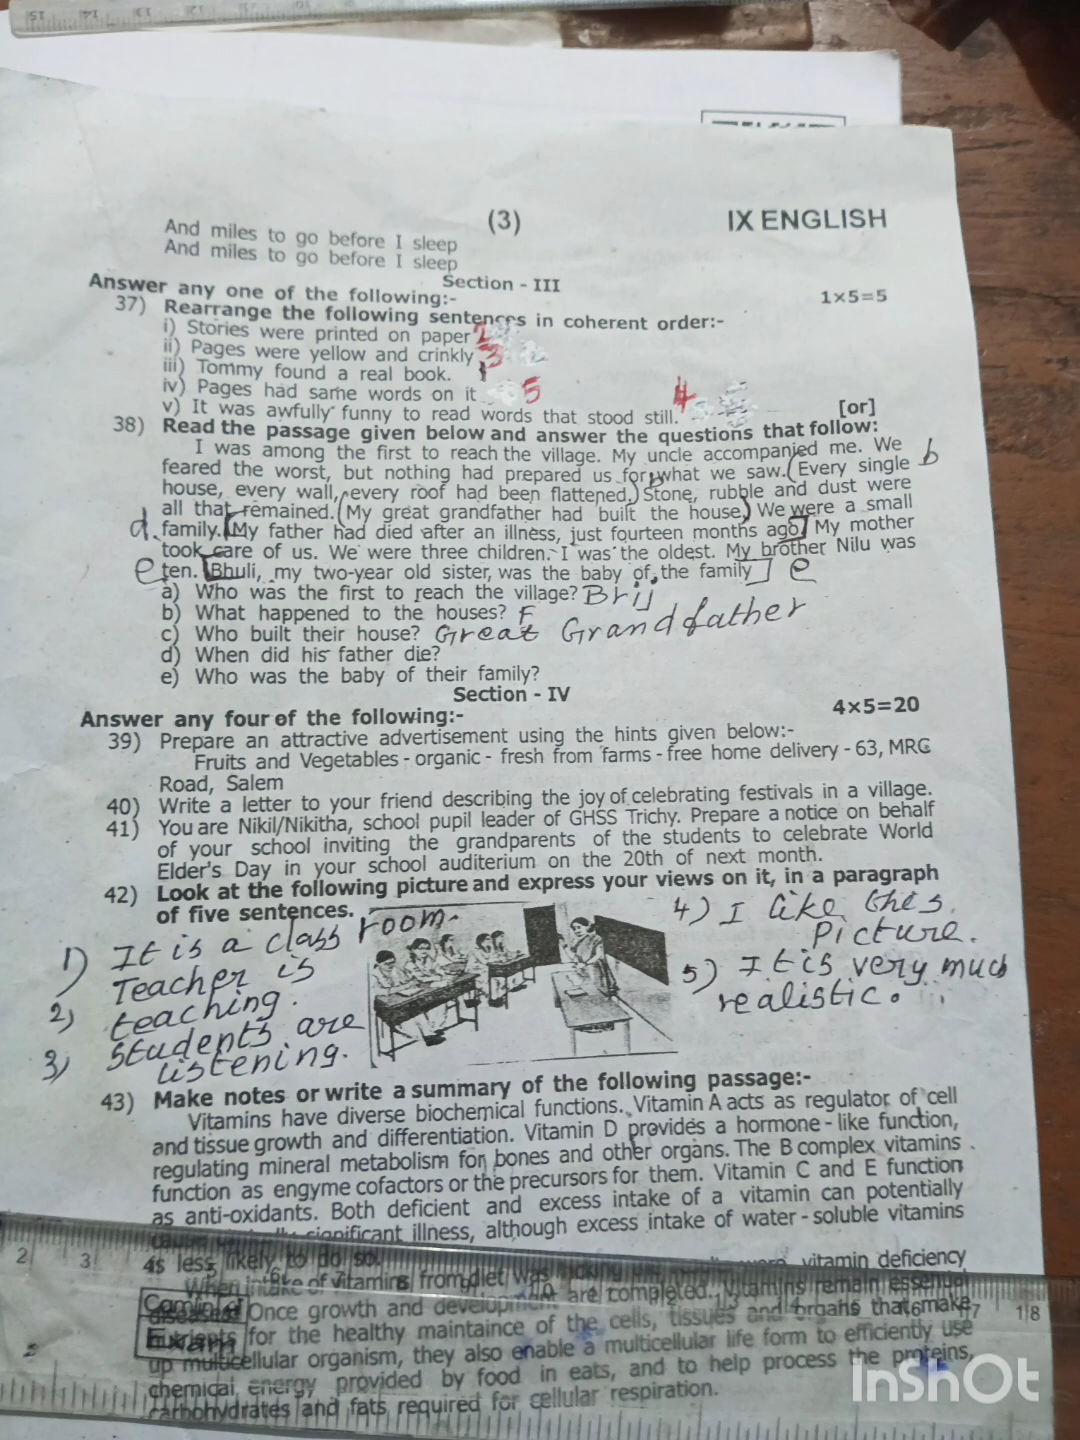 (3)
IX ENGLISH
And miles to go before I sleep
And miles to go before I sleep
Section - III
Answer any one of the following:-
1×5=5
37) Rearrange the following sentences in coherent order:-
i) Stories were printed on paper 2
ii) Pages were yellow and crinkly 3
iii) Tommy found a real book. 1
iv) Pages had same words on it 5
v) It was awfully funny to read words that stood still. 4
[or]
38) Read the passage given below and answer the questions that follow:
I was among the first to reach the village. My uncle accompanied me. We
feared the worst, but nothing had prepared us for what we saw. (Every single b
house, every wall, every roof had been flattened.) Stone, rubble and dust were
all that remained. (My great grandfather had built the house.) We were a small
d. family. [My father had died after an illness, just fourteen months ago.] My mother
took care of us. We were three children. I was the oldest. My brother Nilu was
e ten. [Bhuli, my two-year old sister, was the baby of the family] e
a) Who was the first to reach the village? Brij
b) What happened to the houses? F
c) Who built their house? Great Grandfather
d) When did his father die?
e) Who was the baby of their family?
Section - IV
Answer any four of the following:-
4×5=20
39) Prepare an attractive advertisement using the hints given below:-
Fruits and Vegetables - organic - fresh from farms - free home delivery - 63, MRC
Road, Salem
40) Write a letter to your friend describing the joy of celebrating festivals in a village.
41) You are Nikil/Nikitha, school pupil leader of GHSS Trichy. Prepare a notice on behalf
of your school inviting the grandparents of the students to celebrate World
Elder's Day in your school auditorium on the 20th of next month.
42) Look at the following picture and express your views on it, in a paragraph
of five sentences.
1) It is a class room.
2) Teacher is
teaching.
3) Students are
listening.
4) I like this
Picture.
5) It is very much
realistic.
43) Make notes or write a summary of the following passage:-
Vitamins have diverse biochemical functions. Vitamin A acts as regulator of cell
and tissue growth and differentiation. Vitamin D provides a hormone - like function,
regulating mineral metabolism for bones and other organs. The B complex vitamins
function as engyme cofactors or the precursors for them. Vitamin C and E function
as anti-oxidants. Both deficient and excess intake of a vitamin can potentially
significant illness, although excess intake of water - soluble vitamins
is less likely to do so.
When intake of vitamins from diet was vitamin deficiency
Once growth and development are completed. Vitamins remain essential
nutrients for the healthy maintaince of the cells, tissues and organs that make
up multicellular organism, they also enable a multicellular life form to efficiently use
chemical energy provided by food in eats, and to help process the proteins,
carbohydrates and fats required for cellular respiration.
Camlin
Exam
InShOt